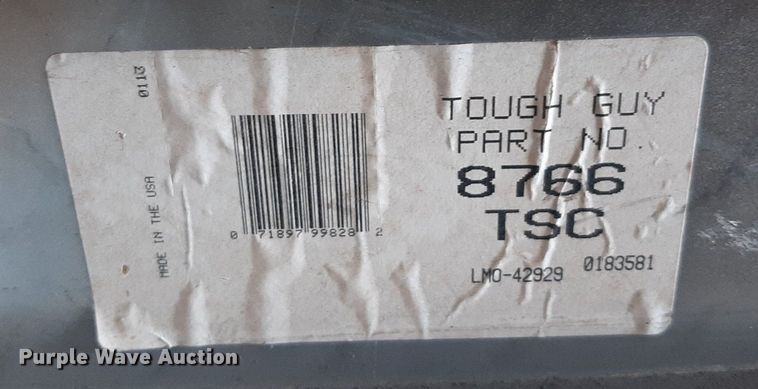 TOUGH GUY
PART NO.
8766
TSC
LMO-42929 0183581
0 71897 99828 2
MADE IN THE USA
0113
Purple Wave Auction